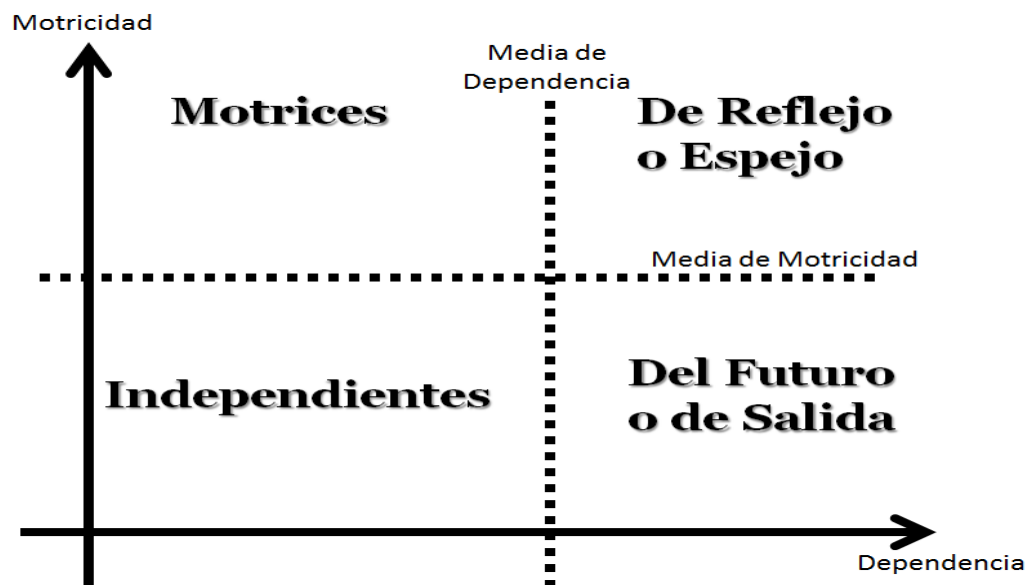 Motricidad
Media de
Dependencia
Motrices
De Reflejo
o Espejo
Media de Motricidad
Independientes
Del Futuro
o de Salida
Dependencia